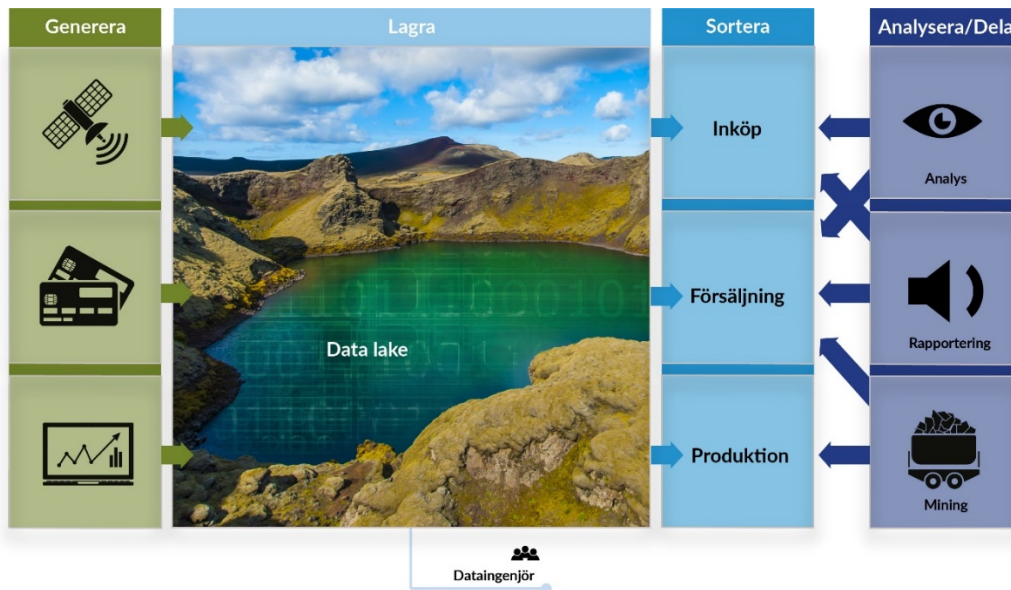 Generera
Lagra
Sortera
Analysera/Dela
Inköp
Analys
Försäljning
Rapportering
Data lake
Produktion
Mining
Dataingenjör